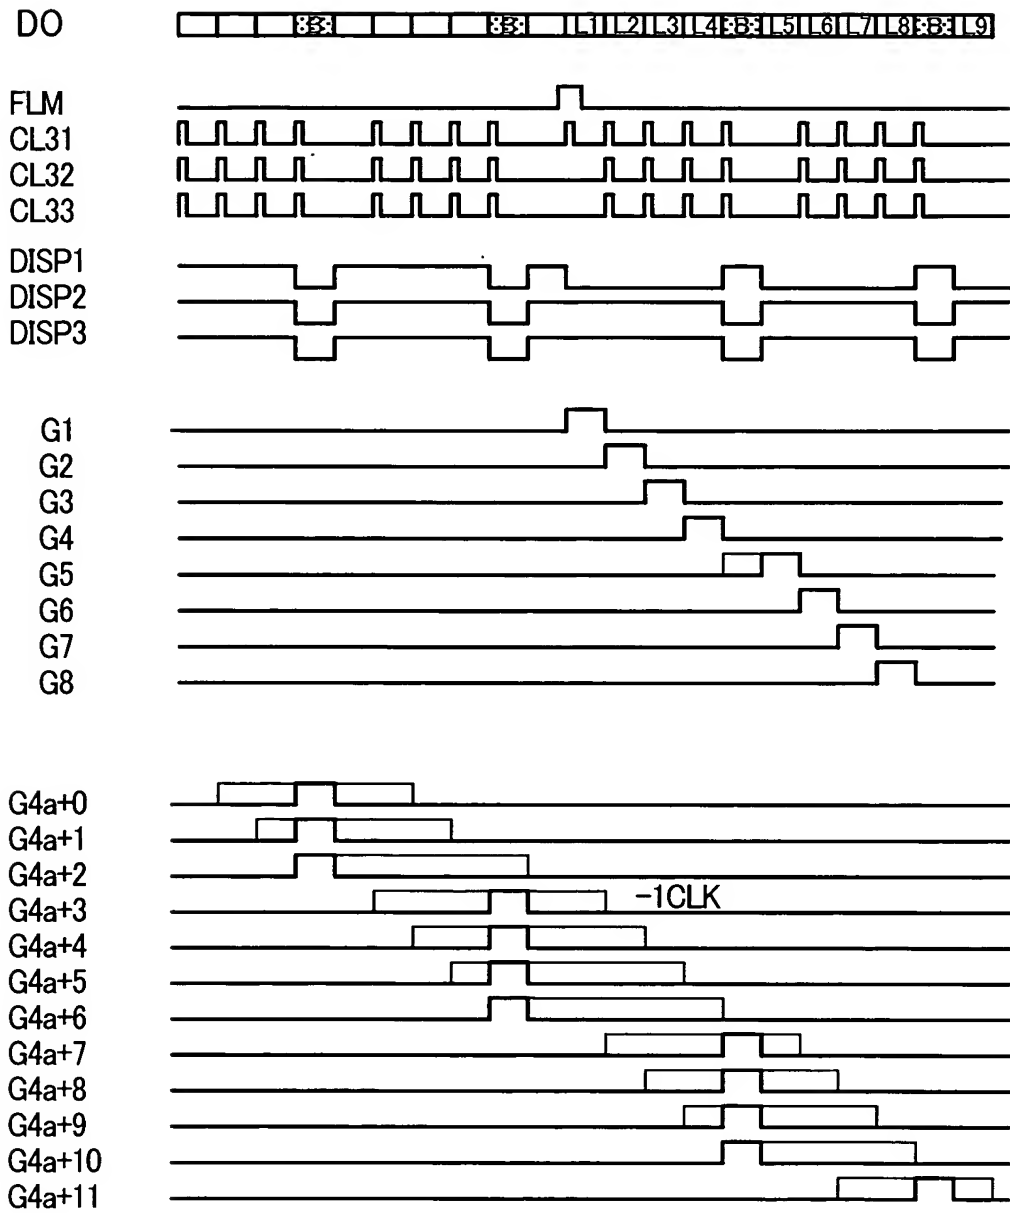 DO B B L1 L2 L3 L4 B L5 L6 L7 L8 B L9
FLM
CL31
CL32
CL33
DISP1
DISP2
DISP3
G1
G2
G3
G4
G5
G6
G7
G8
G4a+0
G4a+1
G4a+2
G4a+3 -1CLK
G4a+4
G4a+5
G4a+6
G4a+7
G4a+8
G4a+9
G4a+10
G4a+11